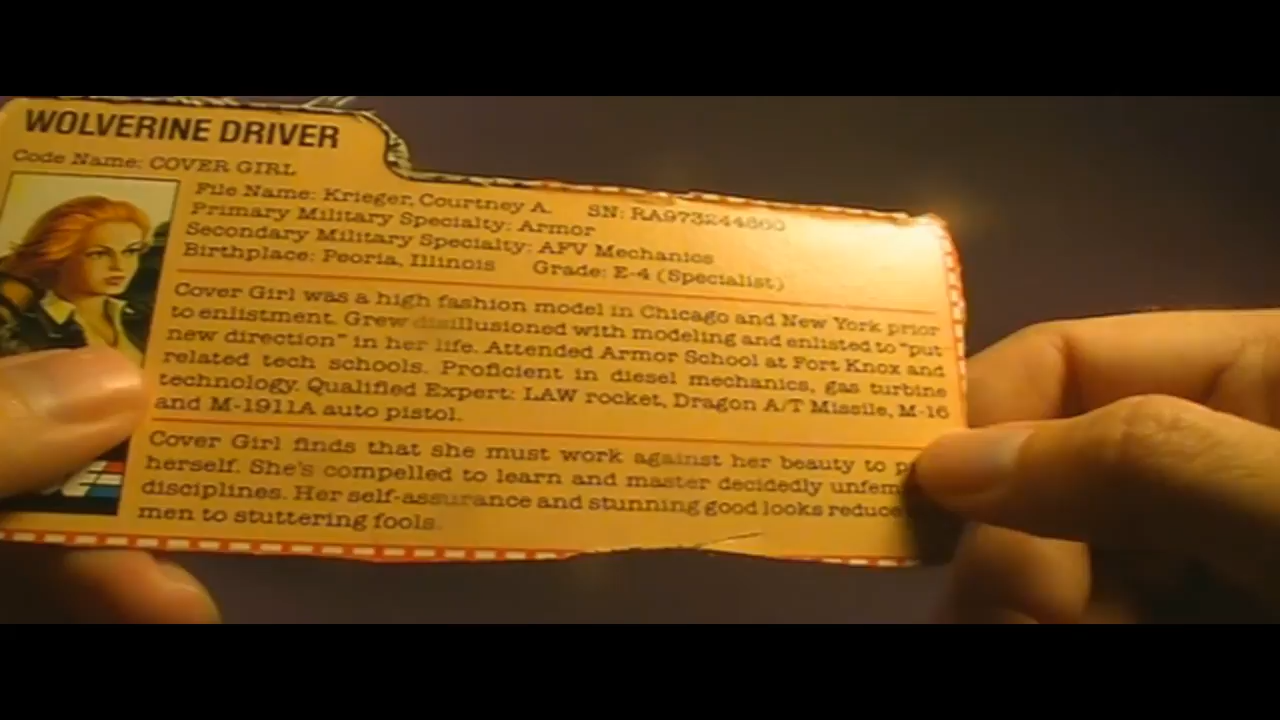 WOLVERINE DRIVER
Code Name: COVER GIRL
File Name: Krieger, Courtney A. SN: RA973244860
Primary Military Specialty: Armor
Secondary Military Specialty: AFV Mechanics
Birthplace: Peoria, Illinois Grade: E-4 (Specialist)
Cover Girl was a high fashion model in Chicago and New York prior
to enlistment. Grew disillusioned with modeling and enlisted to "put
new direction" in her life. Attended Armor School at Fort Knox and
related tech schools. Proficient in diesel mechanics, gas turbine
technology. Qualified Expert: LAW rocket, Dragon A/T Missile, M-16
and M-1911A auto pistol.
Cover Girl finds that she must work against her beauty to
herself. She's compelled to learn and master decidedly unfem
disciplines. Her self-assurance and stunning good looks reduce
men to stuttering fools.